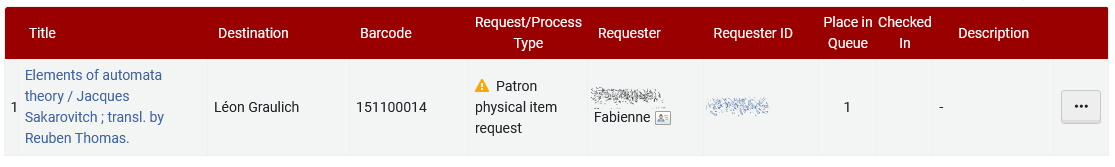 Title
Destination
Barcode
Request/Process
Type
Requester
Requester ID
Place in
Queue
Checked
In
Description
1
Elements of automata
theory / Jacques
Sakarovitch ; transl. by
Reuben Thomas.
Léon Graulich
151100014
Patron
physical item
request
Fabienne
1
-